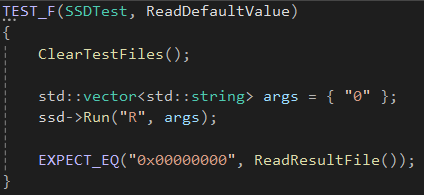 TEST_F(SSDTest, ReadDefaultValue)
{
    ClearTestFiles();
    std::vector<std::string> args = { "0" };
    ssd->Run("R", args);
    EXPECT_EQ("0x00000000", ReadResultFile());
}